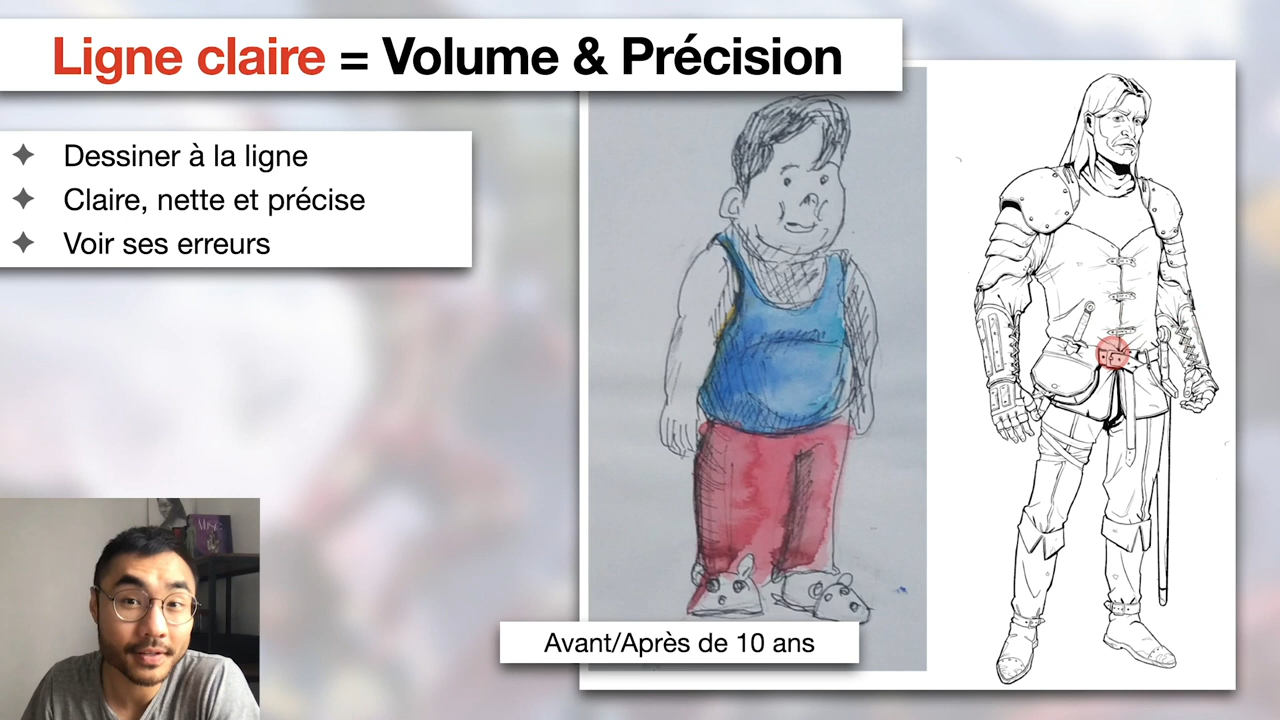 Ligne claire = Volume & Précision
Dessiner à la ligne
Claire, nette et précise
Voir ses erreurs
Avant/Après de 10 ans